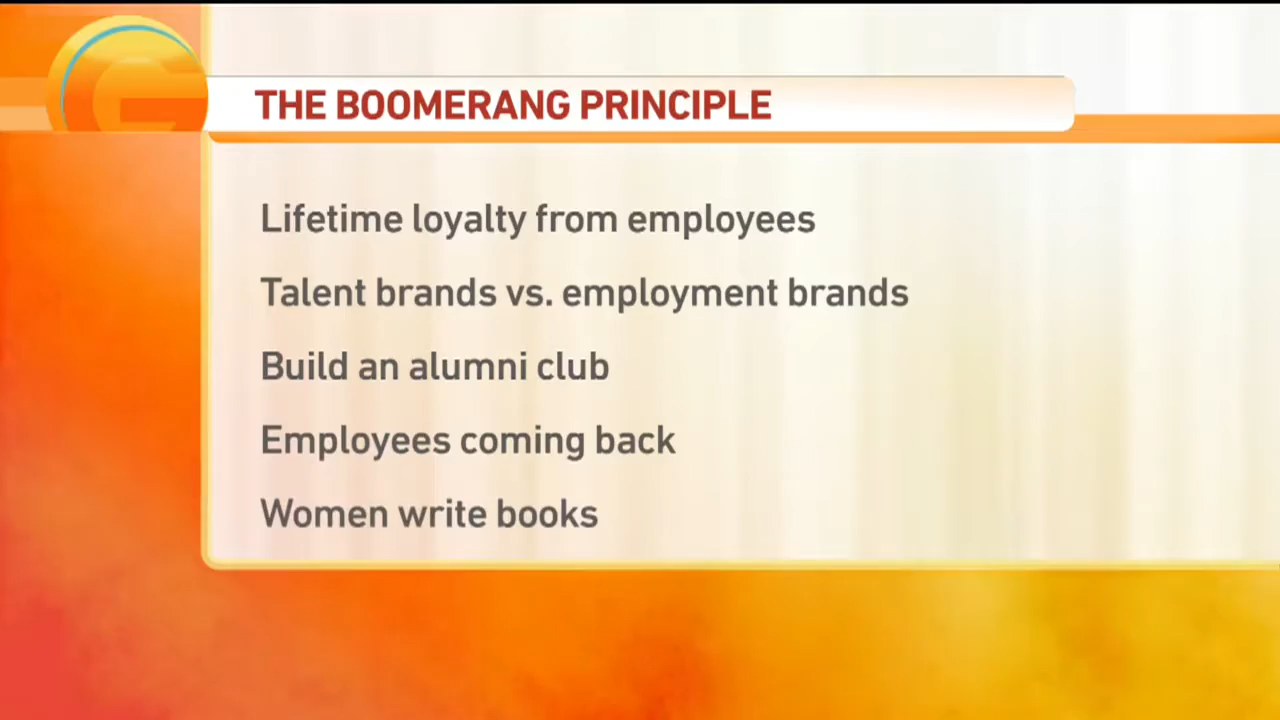 THE BOOMERANG PRINCIPLE
Lifetime loyalty from employees
Talent brands vs. employment brands
Build an alumni club
Employees coming back
Women write books